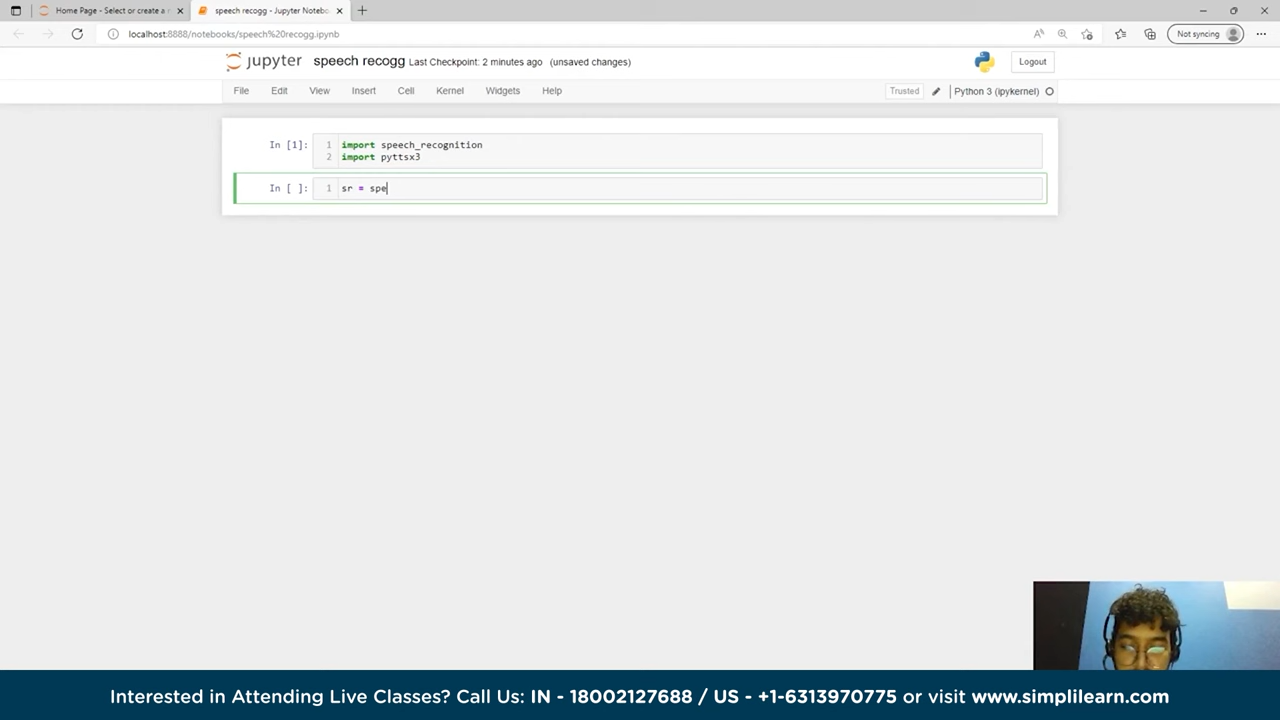 Home Page - Select or create a n
speech recogg - Jupyter Noteboo
localhost:8888/notebooks/speech%20recogg.ipynb
Not syncing
jupyter speech recogg Last Checkpoint: 2 minutes ago (unsaved changes)
Logout
File Edit View Insert Cell Kernel Widgets Help
Trusted
Python 3 (ipykernel)
In [1]: 1 import speech_recognition
2 import pyttsx3
In [ ]: 1 sr = spe
Interested in Attending Live Classes? Call Us: IN - 18002127688 / US - +1-6313970775 or visit www.simplilearn.com